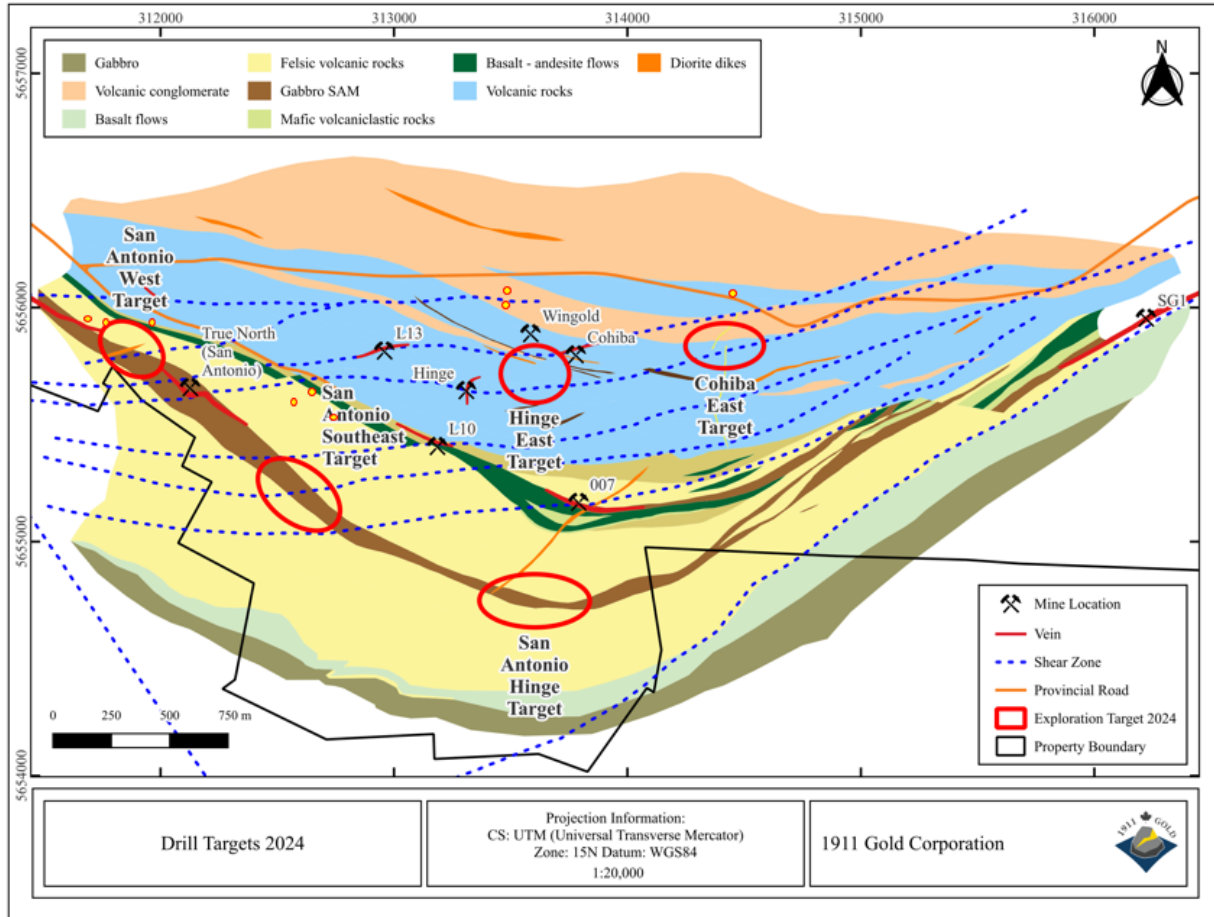 312000
313000
314000
315000
316000
5657000
5656000
5655000
5654000
N
Gabbro
Volcanic conglomerate
Basalt flows
Felsic volcanic rocks
Gabbro SAM
Mafic volcaniclastic rocks
Basalt - andesite flows
Volcanic rocks
Diorite dikes
San
Antonio
West
Target
True North
(San
Antonio)
L13
Wingold
Cohiba
SG1
Hinge
San
Antonio
Southeast
Target
L10
Hinge
East
Target
Cohiba
East
Target
007
San
Antonio
Hinge
Target
0 250 500 750 m
Mine Location
Vein
Shear Zone
Provincial Road
Exploration Target 2024
Property Boundary
Drill Targets 2024
Projection Information:
CS: UTM (Universal Transverse Mercator)
Zone: 15N Datum: WGS84
1:20,000
1911 Gold Corporation
1911 GOLD